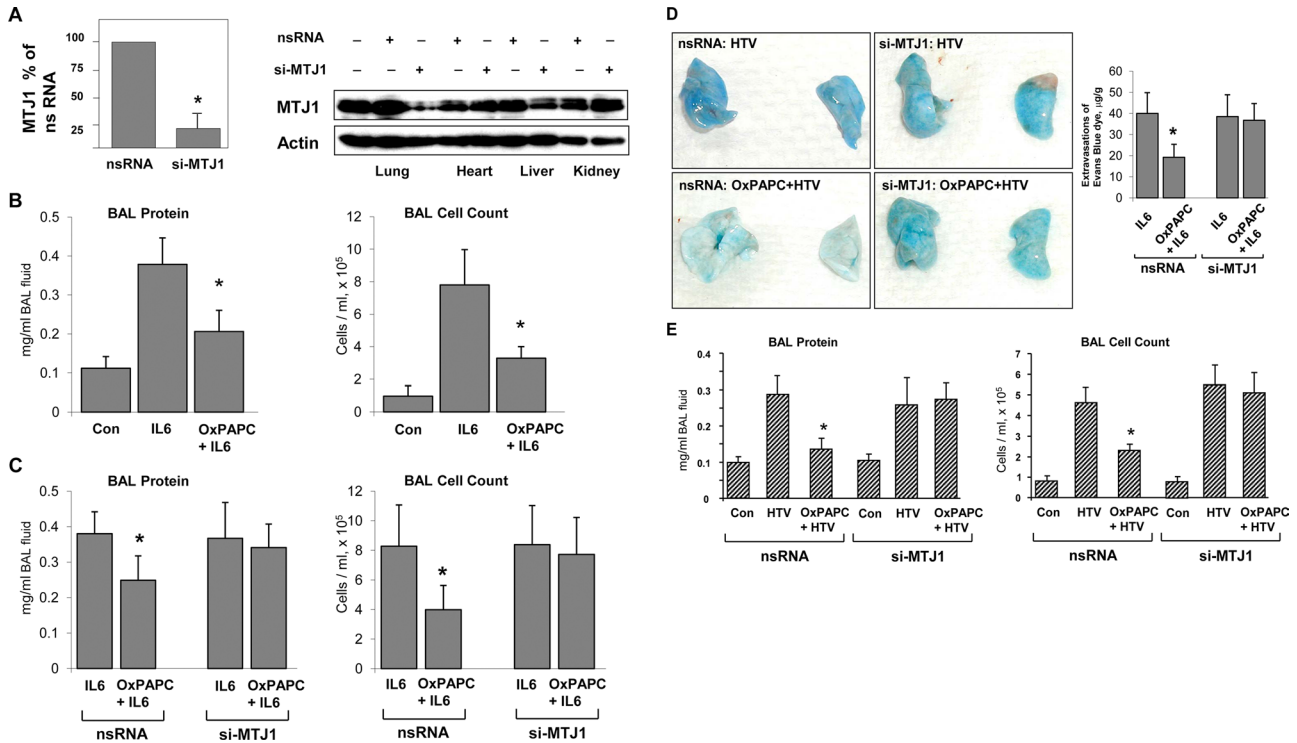 A
MTJ1 % of
ns RNA
100
75
50
25
*
nsRNA si-MTJ1
nsRNA – + – + – + – + –
si-MTJ1 – – + – + – + – +
MTJ1
Actin
Lung Heart Liver Kidney
B
BAL Protein
mg/ml BAL fluid
0.5
0.4
0.3
0.2
0.1
0
*
Con IL6 OxPAPC
+ IL6
BAL Cell Count
Cells / ml, x 10⁵
12
10
8
6
4
2
0
*
Con IL6 OxPAPC
+ IL6
C
BAL Protein
mg/ml BAL fluid
0.5
0.4
0.3
0.2
0.1
0
*
IL6 OxPAPC IL6 OxPAPC
+ IL6 + IL6
nsRNA si-MTJ1
BAL Cell Count
Cells / ml, x 10⁵
12
10
8
6
4
2
0
*
IL6 OxPAPC IL6 OxPAPC
+ IL6 + IL6
nsRNA si-MTJ1
D
nsRNA: HTV si-MTJ1: HTV
nsRNA: OxPAPC+HTV si-MTJ1: OxPAPC+HTV
Extravasations of
Evans Blue dye, µg/g
60
50
40
30
20
10
0
*
IL6 OxPAPC IL6 OxPAPC
+ IL6 + IL6
nsRNA si-MTJ1
E
BAL Protein
mg/ml BAL fluid
0.4
0.3
0.2
0.1
0
*
Con HTV OxPAPC Con HTV OxPAPC
+ HTV + HTV
nsRNA si-MTJ1
BAL Cell Count
Cells / ml, x 10⁵
7
6
5
4
3
2
1
0
*
Con HTV OxPAPC Con HTV OxPAPC
+ HTV + HTV
nsRNA si-MTJ1